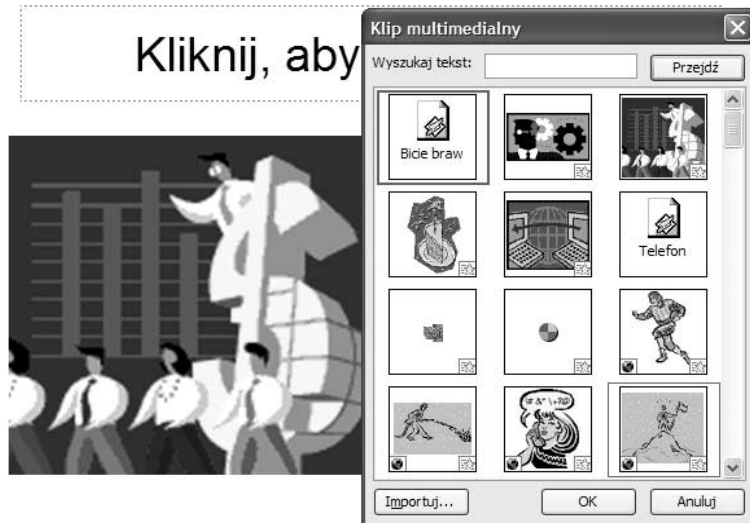 Kliknij, aby
Klip multimedialny
Wyszukaj tekst:
Przejdź
Bicie braw
Telefon
Importuj...
OK
Anuluj